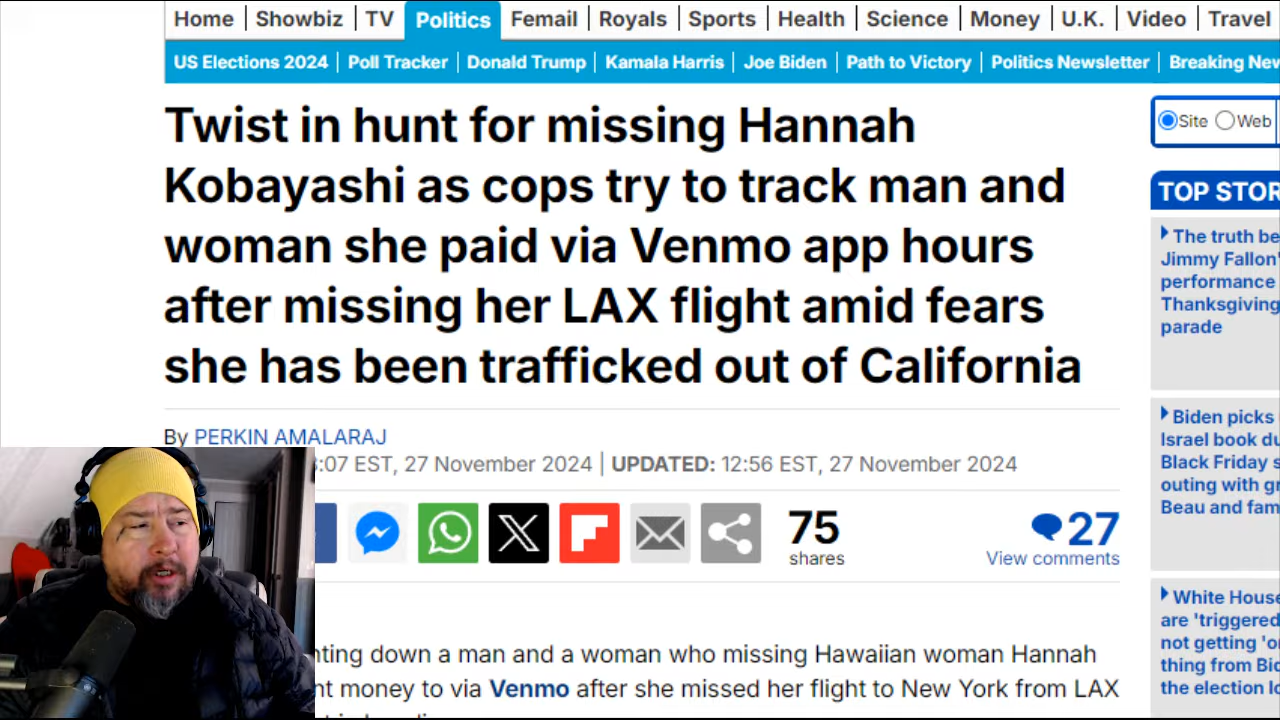 Home Showbiz TV Politics Femail Royals Sports Health Science Money U.K. Video Travel
US Elections 2024 Poll Tracker Donald Trump Kamala Harris Joe Biden Path to Victory Politics Newsletter Breaking
Twist in hunt for missing Hannah
Kobayashi as cops try to track man and
woman she paid via Venmo app hours
after missing her LAX flight amid fears
she has been trafficked out of California
By PERKIN AMALARAJ
:07 EST, 27 November 2024 | UPDATED: 12:56 EST, 27 November 2024
75
shares
27
View comments
nting down a man and a woman who missing Hawaiian woman Hannah
nt money to via Venmo after she missed her flight to New York from LAX
Site Web
TOP STOR
The truth be
Jimmy Fallon'
performance
Thanksgiving
parade
Biden picks
Israel book du
Black Friday s
outing with gr
Beau and fam
White House
are 'triggered
not getting 'o
thing from Bid
the election lo